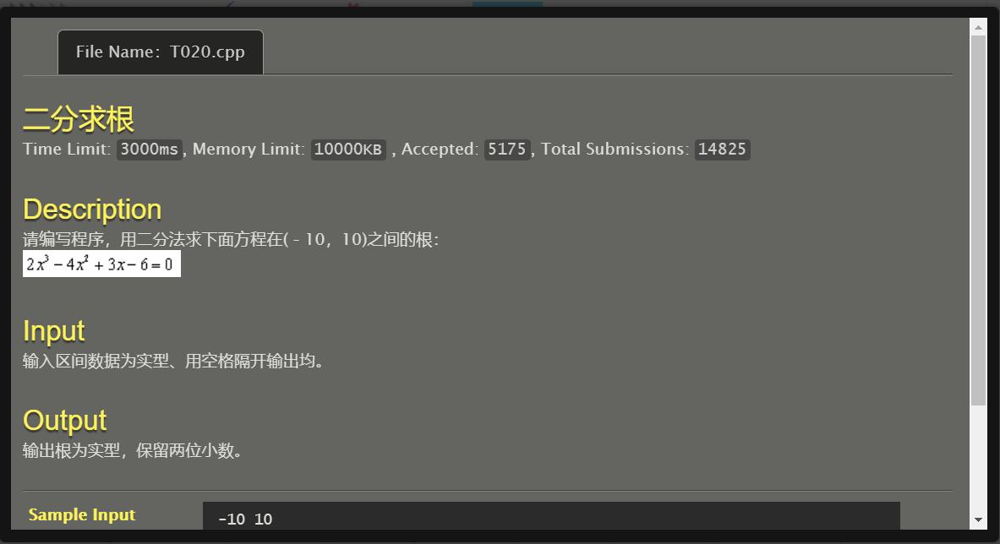 File Name: T020.cpp
二分求根
Time Limit: 3000ms, Memory Limit: 10000KB , Accepted: 5175, Total Submissions: 14825
Description
请编写程序，用二分法求下面方程在( - 10，10)之间的根：
2x³ − 4x² + 3x − 6 = 0
Input
输入区间数据为实型、用空格隔开输出均。
Output
输出根为实型，保留两位小数。
Sample Input
-10 10